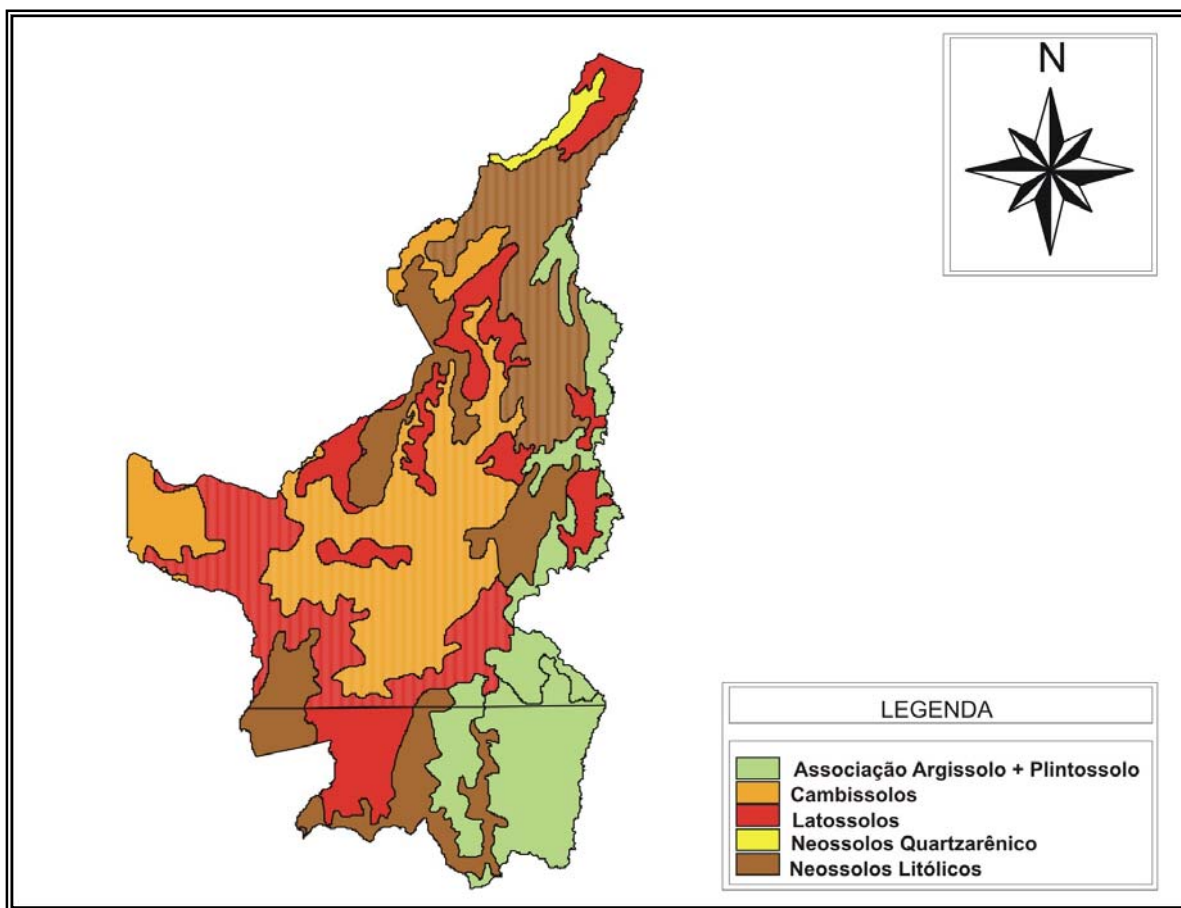 N
LEGENDA
Associação Argissolo + Plintossolo
Cambissolos
Latossolos
Neossolos Quartzarênico
Neossolos Litólicos